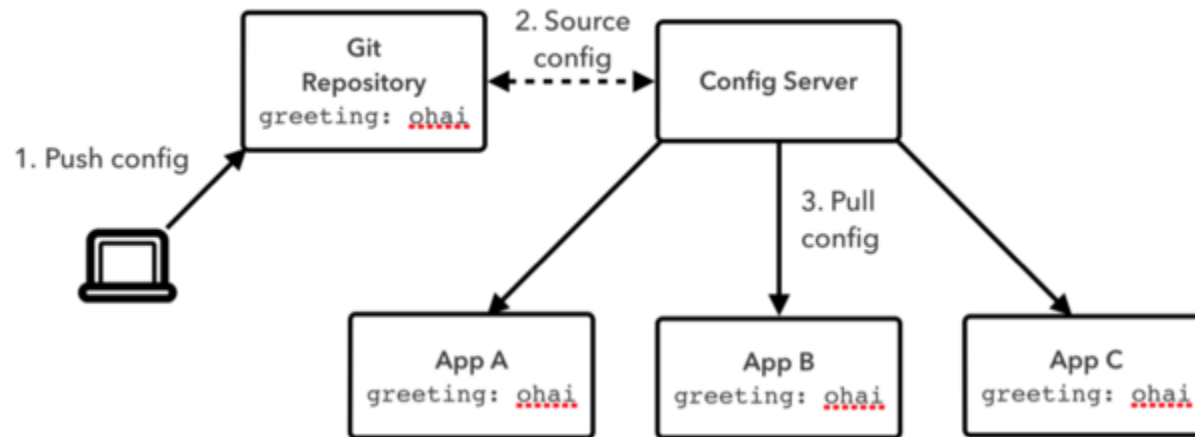 1. Push config
Git
Repository
greeting: ohai
2. Source
config
Config Server
3. Pull
config
App A
greeting: ohai
App B
greeting: ohai
App C
greeting: ohai